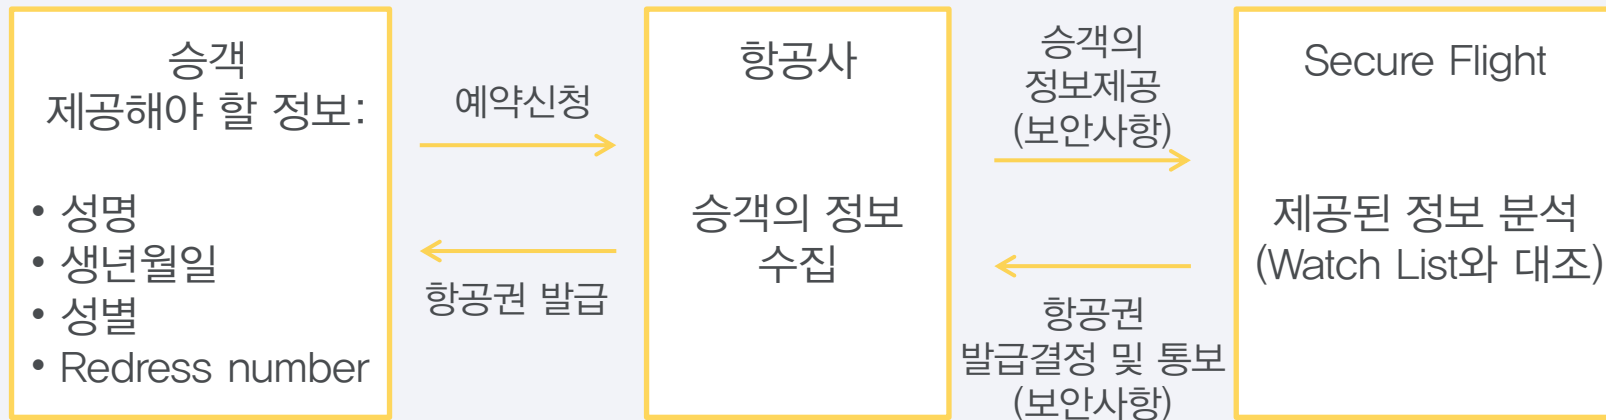 승객
제공해야 할 정보:
• 성명
• 생년월일
• 성별
• Redress number
예약신청
항공권 발급
항공사
승객의 정보
수집
승객의
정보제공
(보안사항)
항공권
발급결정 및 통보
(보안사항)
Secure Flight
제공된 정보 분석
(Watch List와 대조)